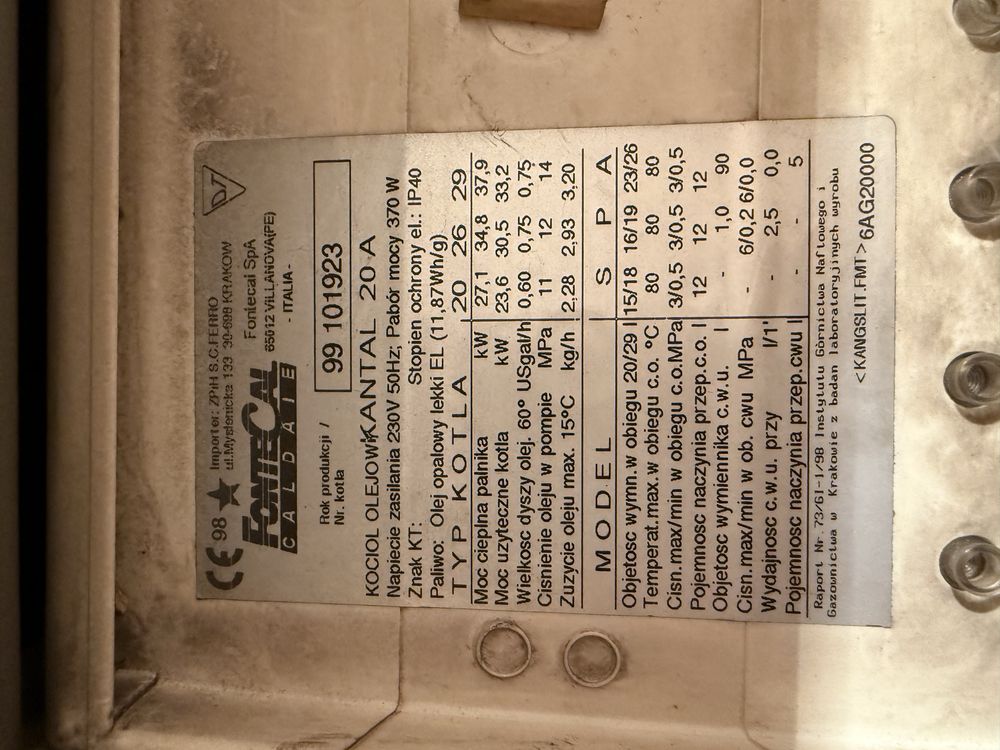 CE 98 ★ Importer: ZPiH S.C.FERRO
ul.Myslenicka 133 30-698 KRAKOW
D7
FONTECAL
CALDAIE
Fontecal SpA
65012 VILLANOVA(PE)
- ITALIA -
Rok produkcji /
Nr. kotla
99 101923
KOCIOL OLEJOWY KANTAL 20 A
Napiecie zasilania 230V 50Hz; Pabór mocy 370 W
Znak KT: Stopien ochrony el.: IP40
Paliwo: Olej opalowy lekki EL (11,87Wh/g)
TYP KOTLA 20 26 29
Moc cieplna palnika kW 27,1 34,8 37,9
Moc uzyteczne kotla kW 23,6 30,5 33,2
Wielkosc dyszy olej. 60° USgal/h 0,60 0,75 0,75
Cisnienie oleju w pompie MPa 11 12 14
Zuzycie oleju max. 15°C kg/h 2,28 2,93 3,20
MODEL S P A
Objetosc wymn.w obiegu 20/29 l 15/18 16/19 23/26
Temperat.max.w obiegu c.o. °C 80 80 80
Cisn.max/min w obiegu c.o.MPa 3/0,5 3/0,5 3/0,5
Pojemnosc naczynia przep.c.o. l 12 12 12
Objetosc wymiennika c.w.u. l - 1,0 90
Cisn.max/min w ob. cwu MPa - 6/0,2 6/0,0
Wydajnosc c.w.u. przy l/1' - 2,5 0,0
Pojemnosc naczynia przep.cwu l - - 5
Raport Nr. 73/GI-1/98 Instytutu Górnictwa Naftowego i
Gazownictwa w Krakowie z badan laboratoryjnych wyrobu
<KANGSLIT.FMT> 6AG20000